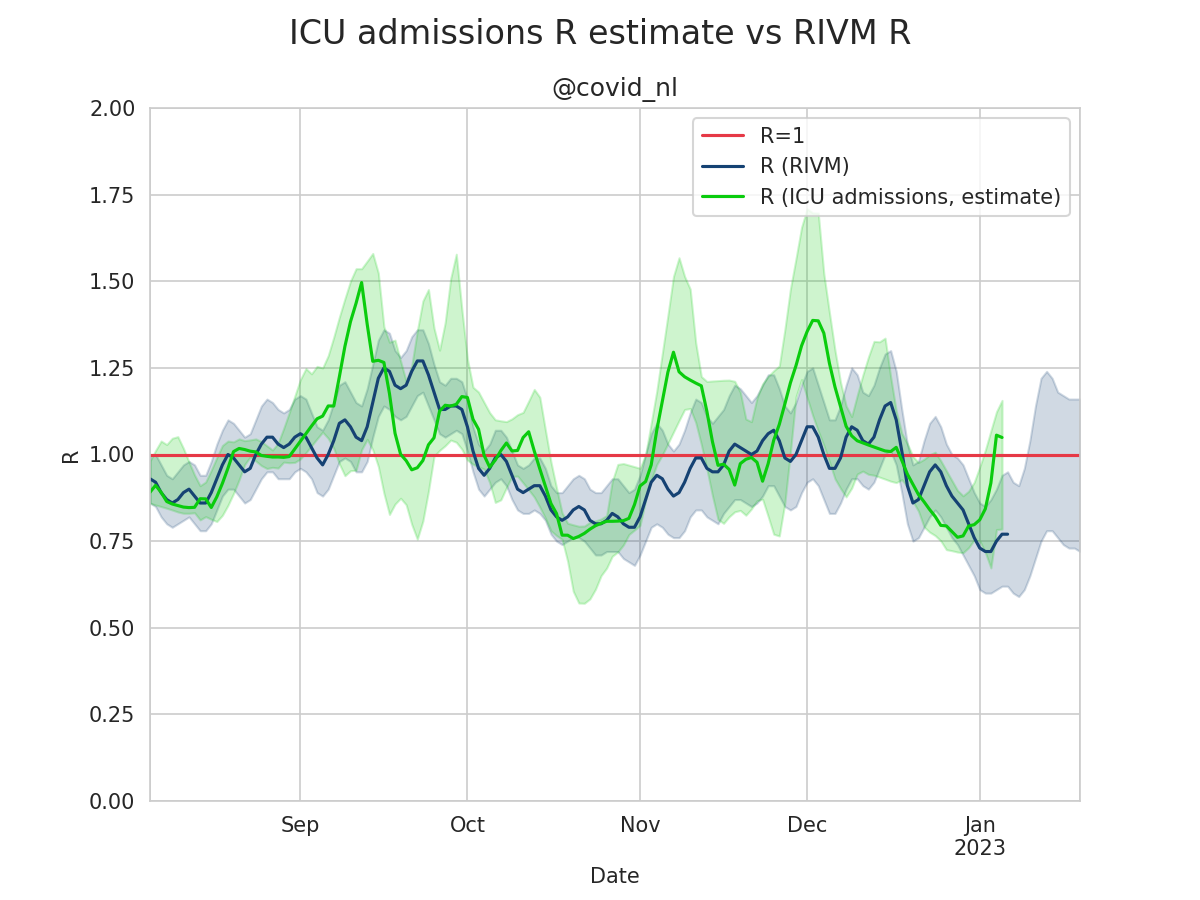 ICU admissions R estimate vs RIVM R
@covid_nl
2.00
1.75
1.50
1.25
1.00
0.75
0.50
0.25
0.00
R
R=1
R (RIVM)
R (ICU admissions, estimate)
Sep
Oct
Nov
Dec
Jan
2023
Date